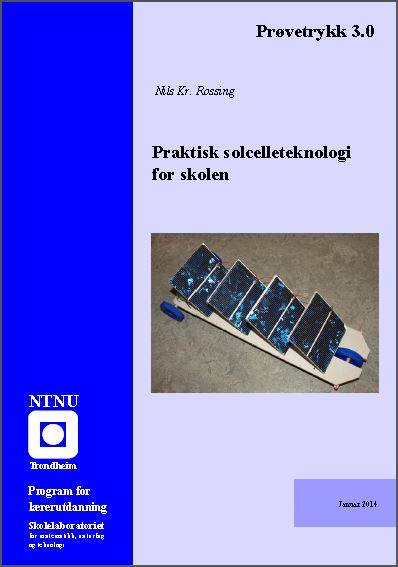 Prøvetrykk 3.0
Nils Kr. Rossing
Praktisk solcelleteknologi
for skolen
NTNU
Trondheim
Program for
lærerutdanning
Skolelaboratoriet
for matematikk, naturfag
og teknologi
Januar 2014